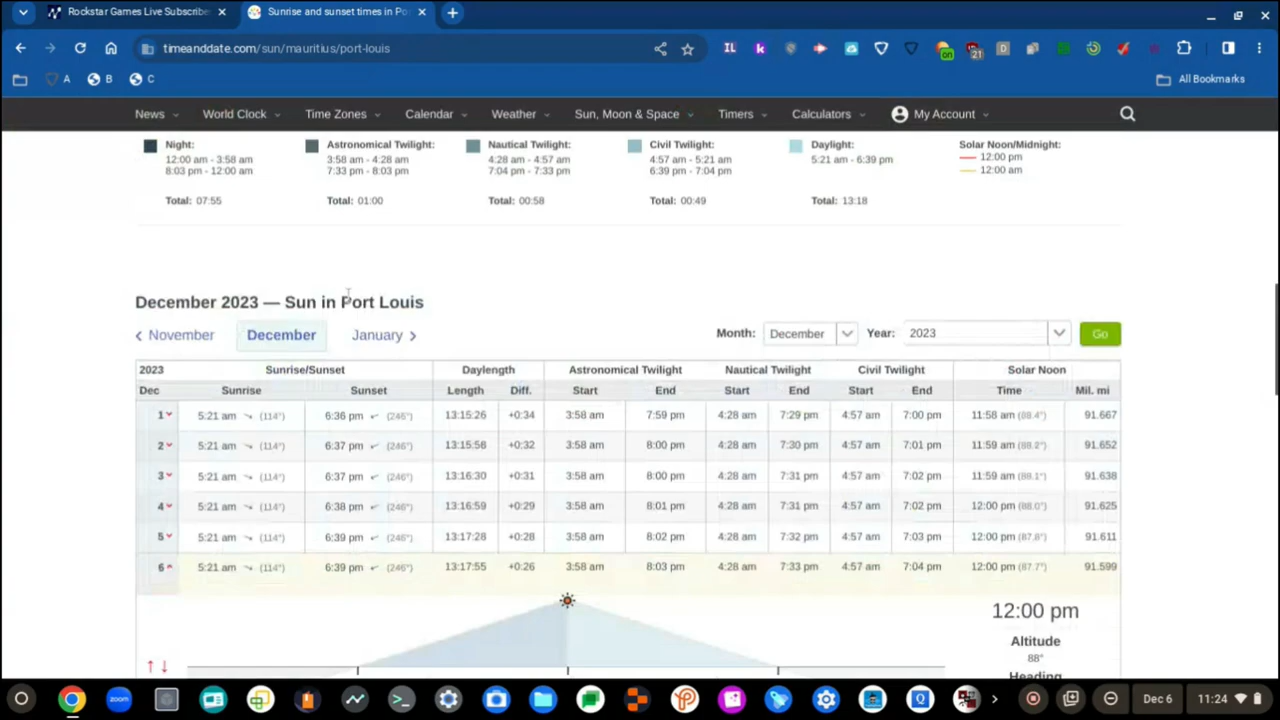 Rockstar Games Live Subscribe
Sunrise and sunset times in Po
timeanddate.com/sun/mauritius/port-louis
IL k on 21 D
A B C All Bookmarks
News World Clock Time Zones Calendar Weather Sun, Moon & Space Timers Calculators My Account
Night: Astronomical Twilight: Nautical Twilight: Civil Twilight: Daylight: Solar Noon/Midnight:
12:00 am - 3:58 am 3:58 am - 4:28 am 4:28 am - 4:57 am 4:57 am - 5:21 am 5:21 am - 6:39 pm 12:00 pm
8:03 pm - 12:00 am 7:33 pm - 8:03 pm 7:04 pm - 7:33 pm 6:39 pm - 7:04 pm 12:00 am
Total: 07:55 Total: 01:00 Total: 00:58 Total: 00:49 Total: 13:18
December 2023 — Sun in Port Louis
November December January Month: December Year: 2023 Go
2023 Sunrise/Sunset Daylength Astronomical Twilight Nautical Twilight Civil Twilight Solar Noon
Dec Sunrise Sunset Length Diff. Start End Start End Start End Time Mil. mi
1 5:21 am (114°) 6:36 pm (246°) 13:15:26 +0:34 3:58 am 7:59 pm 4:28 am 7:29 pm 4:57 am 7:00 pm 11:58 am (88.4°) 91.667
2 5:21 am (114°) 6:37 pm (246°) 13:15:58 +0:32 3:58 am 8:00 pm 4:28 am 7:30 pm 4:57 am 7:01 pm 11:59 am (88.2°) 91.652
3 5:21 am (114°) 6:37 pm (246°) 13:16:30 +0:31 3:58 am 8:00 pm 4:28 am 7:31 pm 4:57 am 7:02 pm 11:59 am (88.1°) 91.638
4 5:21 am (114°) 6:38 pm (246°) 13:16:59 +0:29 3:58 am 8:01 pm 4:28 am 7:31 pm 4:57 am 7:02 pm 12:00 pm (88.0°) 91.625
5 5:21 am (114°) 6:39 pm (246°) 13:17:28 +0:28 3:58 am 8:02 pm 4:28 am 7:32 pm 4:57 am 7:03 pm 12:00 pm (87.8°) 91.611
6 5:21 am (114°) 6:39 pm (246°) 13:17:55 +0:26 3:58 am 8:03 pm 4:28 am 7:33 pm 4:57 am 7:04 pm 12:00 pm (87.7°) 91.599
12:00 pm
Altitude
88°
Heading
zoom Q Dec 6 11:24